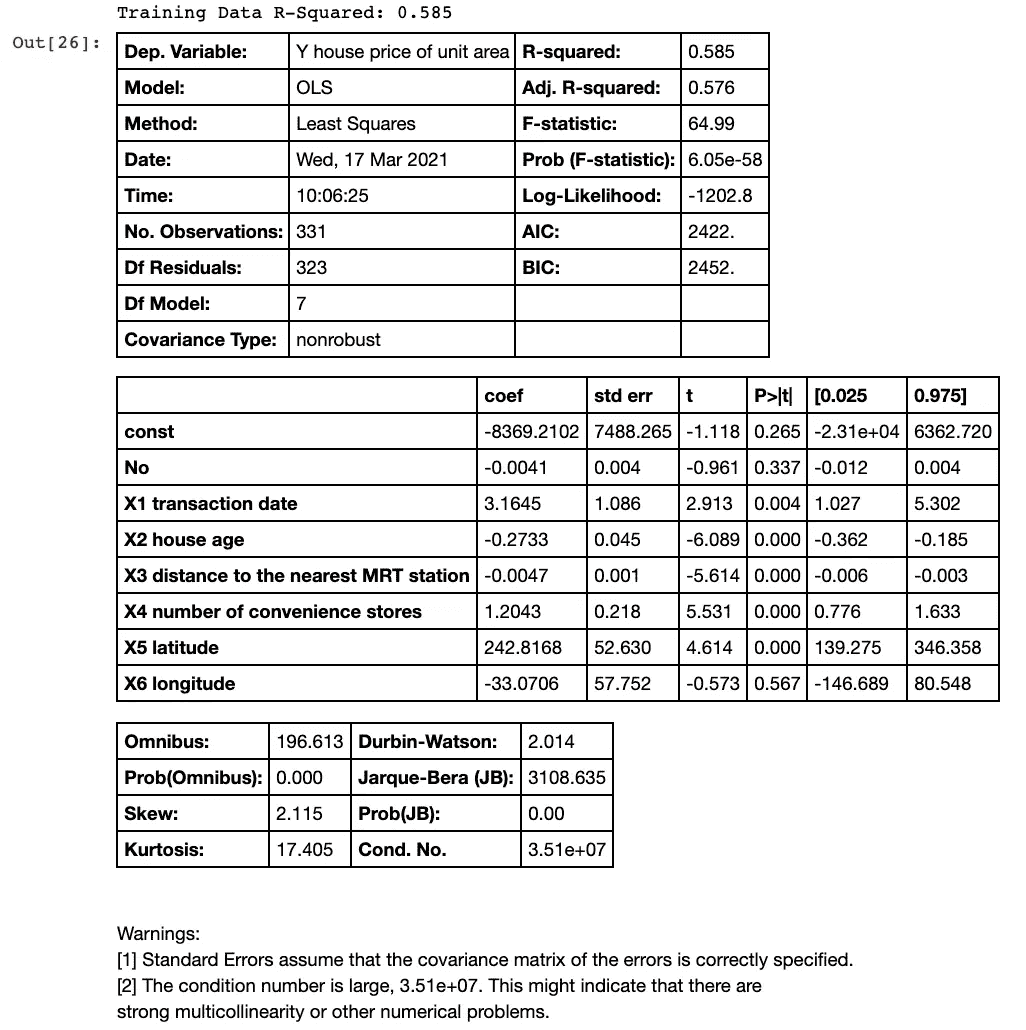 Training Data R-Squared: 0.585
Out[26]:
Dep. Variable: Y house price of unit area R-squared: 0.585
Model: OLS Adj. R-squared: 0.576
Method: Least Squares F-statistic: 64.99
Date: Wed, 17 Mar 2021 Prob (F-statistic): 6.05e-58
Time: 10:06:25 Log-Likelihood: -1202.8
No. Observations: 331 AIC: 2422.
Df Residuals: 323 BIC: 2452.
Df Model: 7
Covariance Type: nonrobust
coef std err t P>|t| [0.025 0.975]
const -8369.2102 7488.265 -1.118 0.265 -2.31e+04 6362.720
No -0.0041 0.004 -0.961 0.337 -0.012 0.004
X1 transaction date 3.1645 1.086 2.913 0.004 1.027 5.302
X2 house age -0.2733 0.045 -6.089 0.000 -0.362 -0.185
X3 distance to the nearest MRT station -0.0047 0.001 -5.614 0.000 -0.006 -0.003
X4 number of convenience stores 1.2043 0.218 5.531 0.000 0.776 1.633
X5 latitude 242.8168 52.630 4.614 0.000 139.275 346.358
X6 longitude -33.0706 57.752 -0.573 0.567 -146.689 80.548
Omnibus: 196.613 Durbin-Watson: 2.014
Prob(Omnibus): 0.000 Jarque-Bera (JB): 3108.635
Skew: 2.115 Prob(JB): 0.00
Kurtosis: 17.405 Cond. No. 3.51e+07
Warnings:
[1] Standard Errors assume that the covariance matrix of the errors is correctly specified.
[2] The condition number is large, 3.51e+07. This might indicate that there are
strong multicollinearity or other numerical problems.